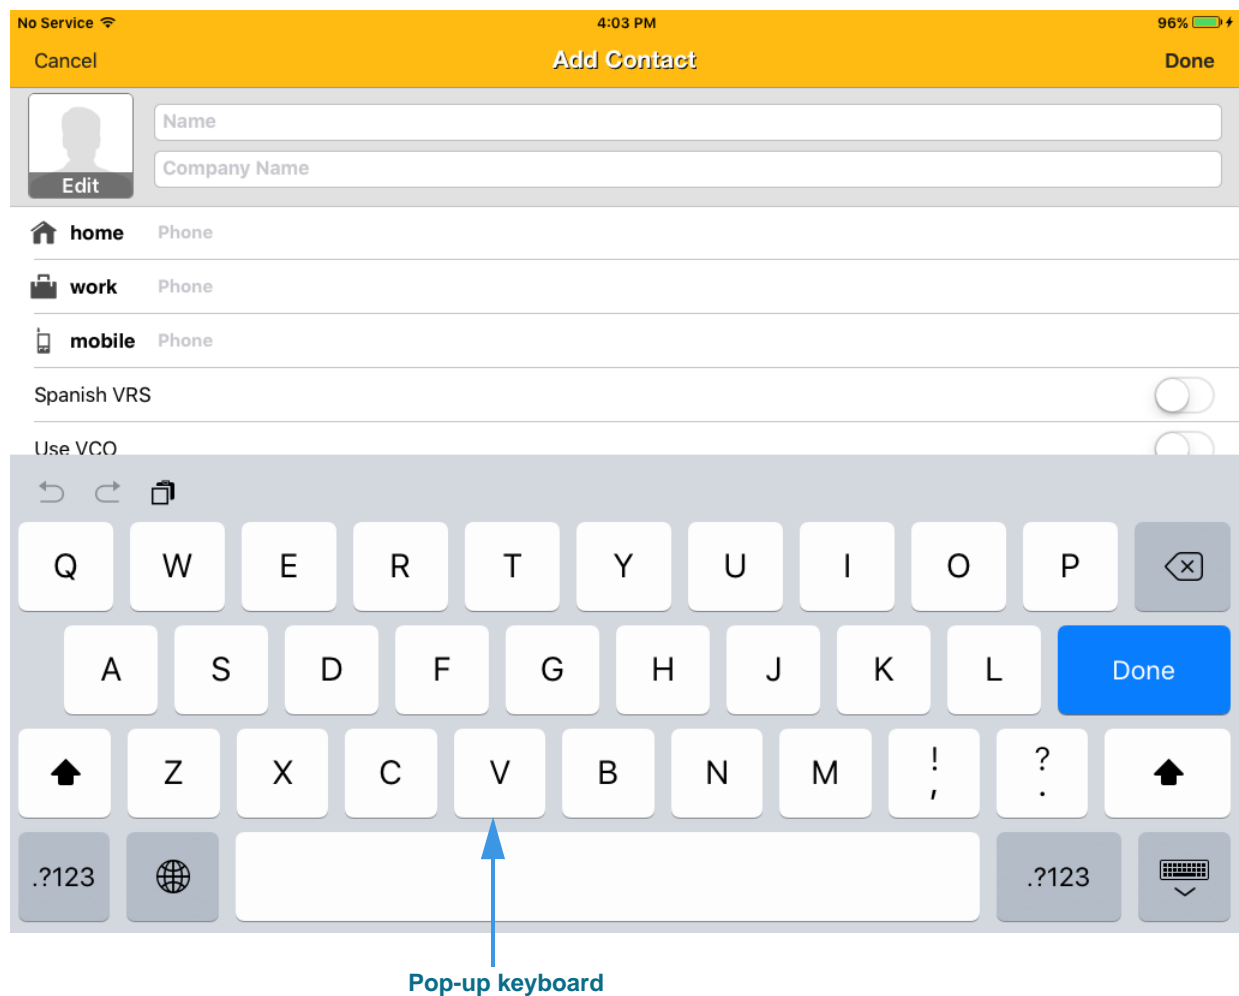 No Service 4:03 PM 96%
Cancel Add Contact Done
Name
Edit
Company Name
home Phone
work Phone
mobile Phone
Spanish VRS
Use VCO
Q W E R T Y U I O P
A S D F G H J K L Done
Z X C V B N M ! , ? .
.?123 .?123
Pop-up keyboard